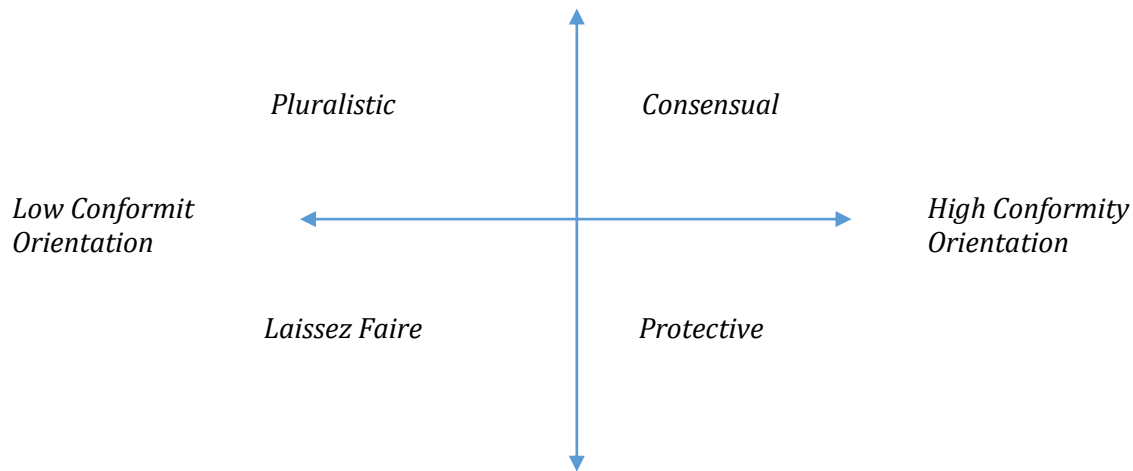 Pluralistic
Consensual
Low Conformit
Orientation
High Conformity
Orientation
Laissez Faire
Protective